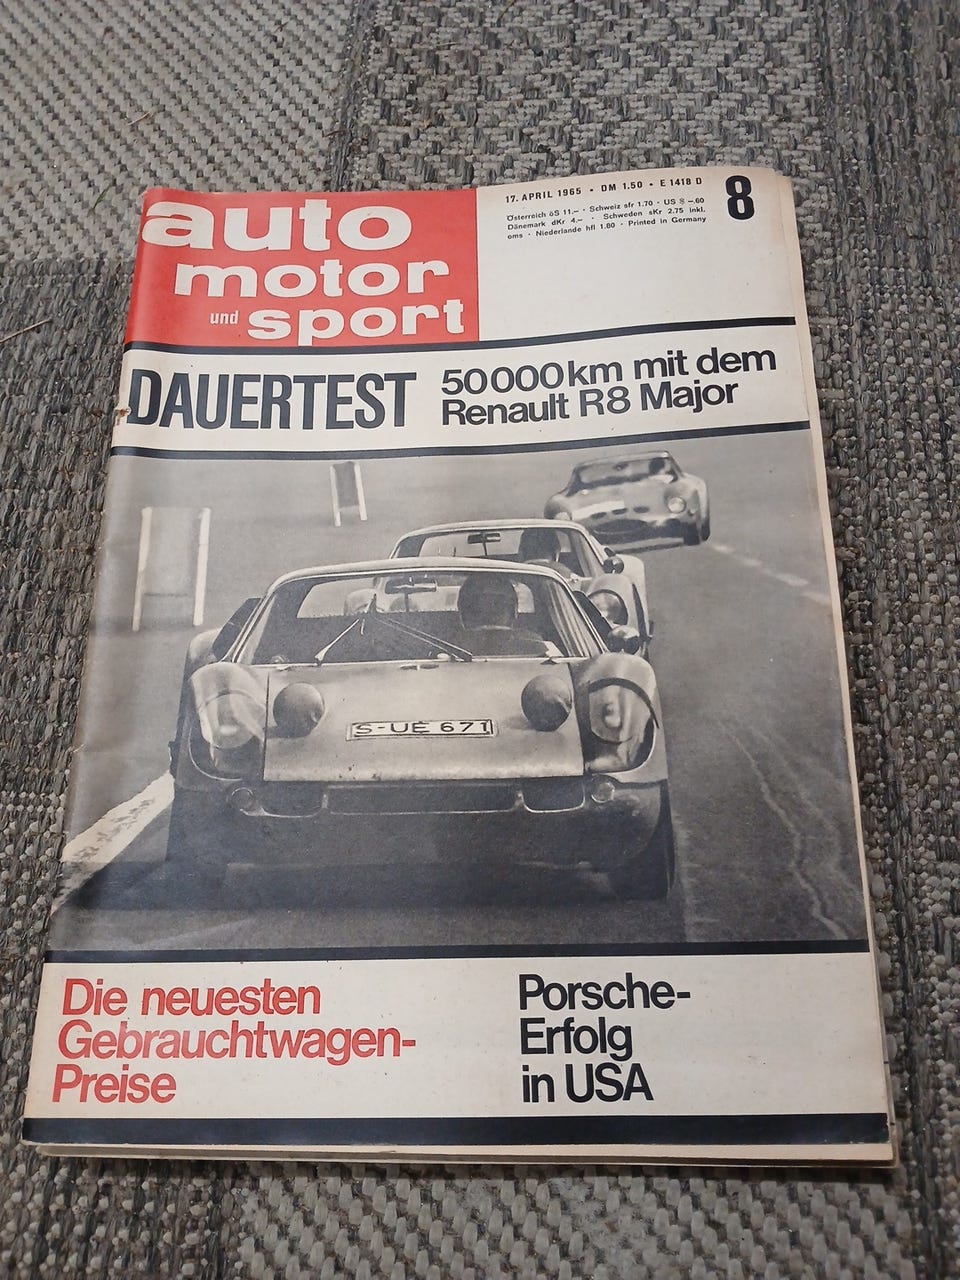 auto
motor
und sport
17. APRIL 1965 • DM 1.50 • E 1418 D
Österreich öS 11.– · Schweiz sfr 1.70 · US $ –.60
Dänemark dKr 4.– · Schweden sKr 2.75 inkl.
oms · Niederlande hfl 1.80 · Printed in Germany
8
DAUERTEST
50000km mit dem
Renault R8 Major
S-UE 671
Die neuesten
Gebrauchtwagen-
Preise
Porsche-
Erfolg
in USA